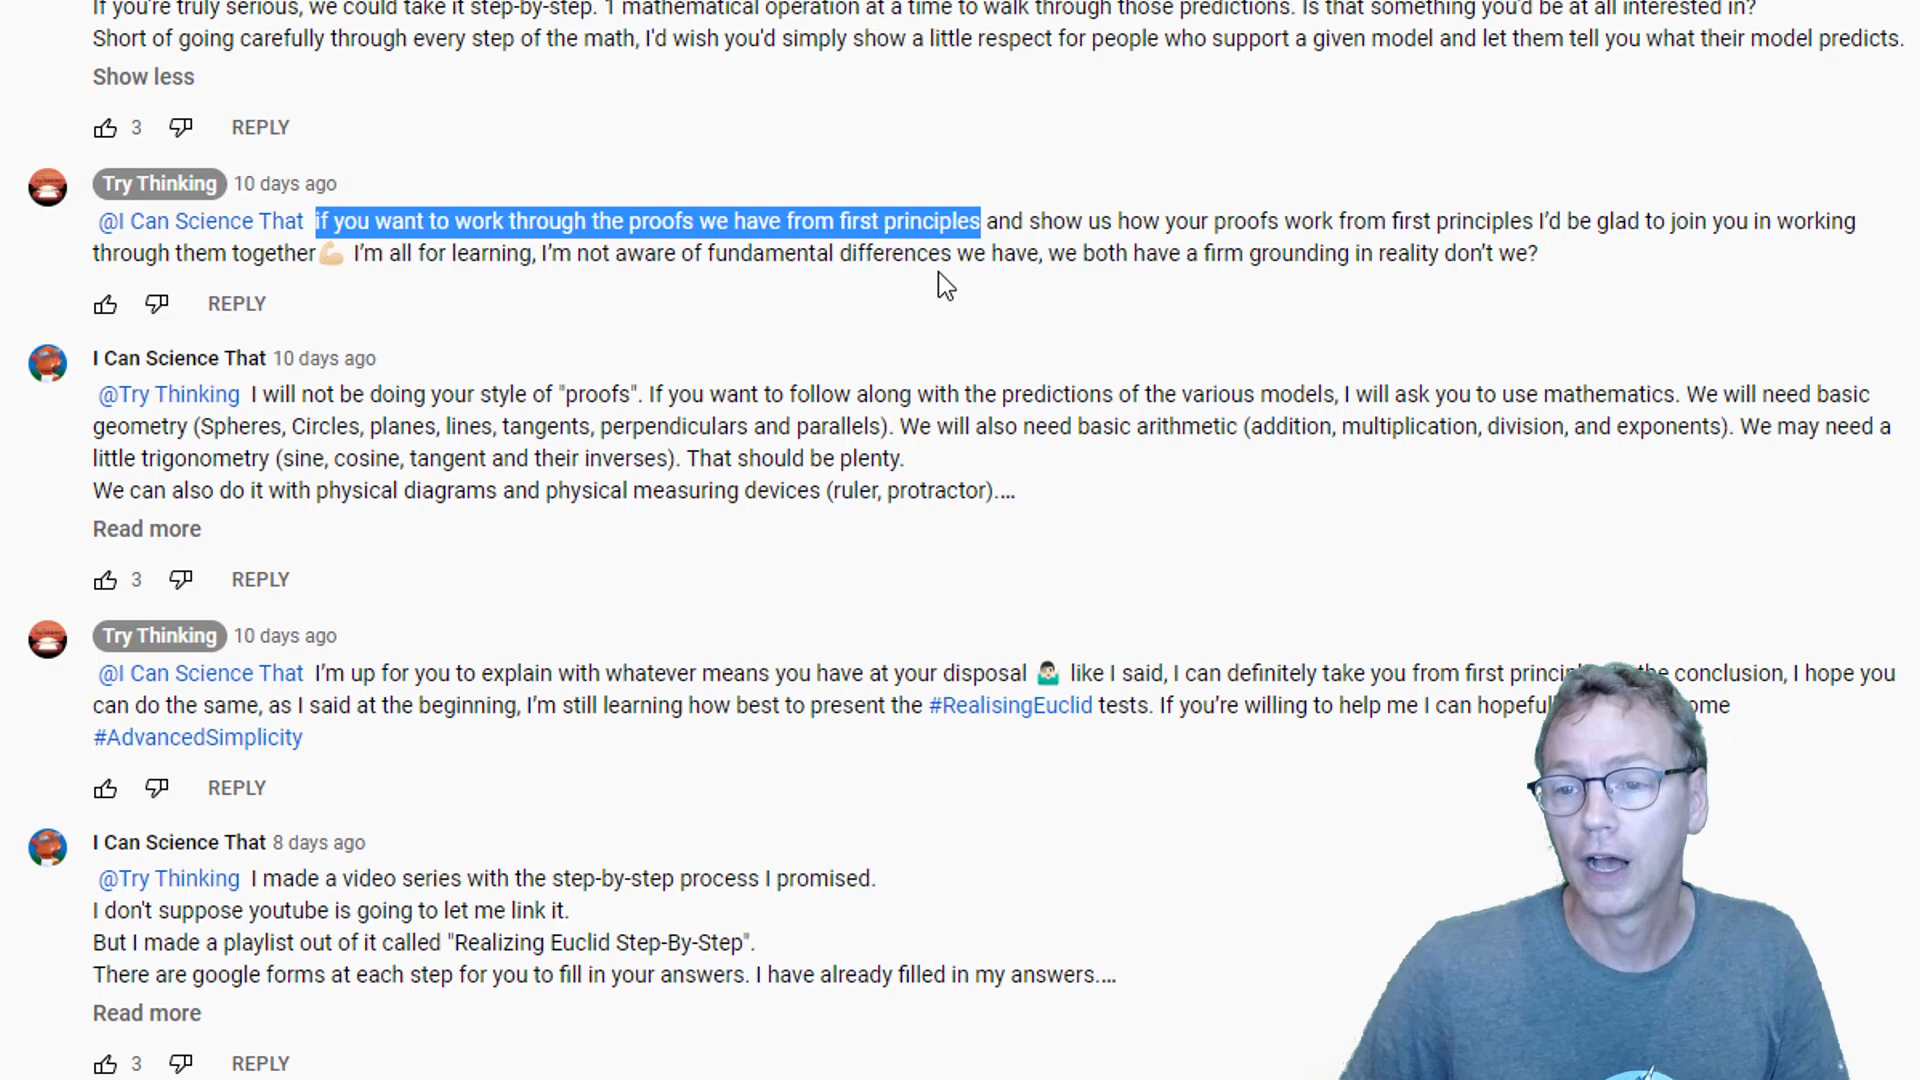 If you're truly serious, we could take it step-by-step. 1 mathematical operation at a time to walk through those predictions. Is that something you'd be at all interested in?
Short of going carefully through every step of the math, I'd wish you'd simply show a little respect for people who support a given model and let them tell you what their model predicts.
Show less
3 REPLY
Try Thinking 10 days ago
@I Can Science That if you want to work through the proofs we have from first principles and show us how your proofs work from first principles I’d be glad to join you in working
through them together💪🏻 I’m all for learning, I’m not aware of fundamental differences we have, we both have a firm grounding in reality don’t we?
REPLY
I Can Science That 10 days ago
@Try Thinking I will not be doing your style of "proofs". If you want to follow along with the predictions of the various models, I will ask you to use mathematics. We will need basic
geometry (Spheres, Circles, planes, lines, tangents, perpendiculars and parallels). We will also need basic arithmetic (addition, multiplication, division, and exponents). We may need a
little trigonometry (sine, cosine, tangent and their inverses). That should be plenty.
We can also do it with physical diagrams and physical measuring devices (ruler, protractor)....
Read more
3 REPLY
Try Thinking 10 days ago
@I Can Science That I’m up for you to explain with whatever means you have at your disposal 🤷🏻‍♂️ like I said, I can definitely take you from first conclusion, I hope you
can do the same, as I said at the beginning, I’m still learning how best to present the #RealisingEuclid tests. If you’re willing to help me I can
#AdvancedSimplicity
REPLY
I Can Science That 8 days ago
@Try Thinking I made a video series with the step-by-step process I promised.
I don't suppose youtube is going to let me link it.
But I made a playlist out of it called "Realizing Euclid Step-By-Step".
There are google forms at each step for you to fill in your answers. I have already filled in my answers....
Read more
3 REPLY